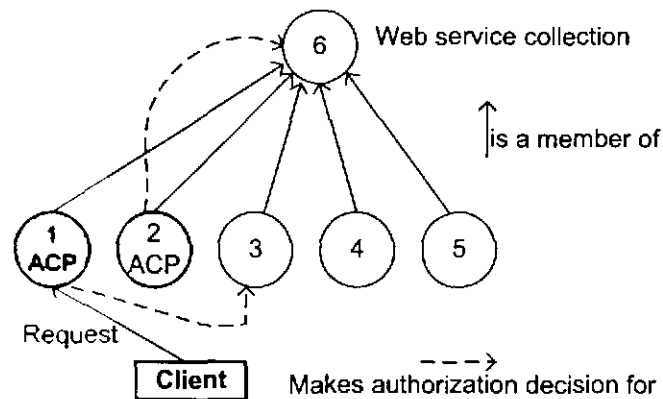 6
Web service collection
is a member of
1
ACP
2
ACP
3
4
5
Request
Client
Makes authorization decision for